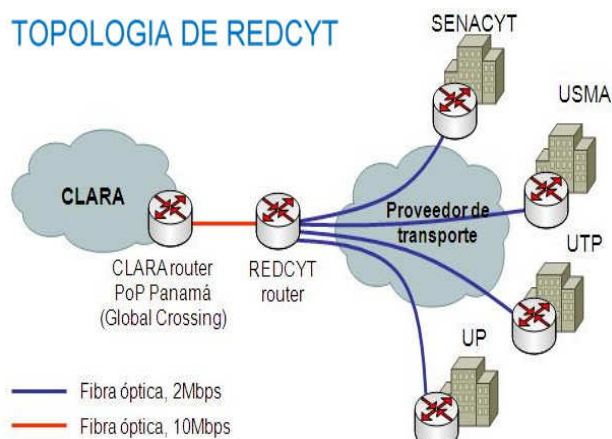 TOPOLOGIA DE REDCYT
SENACYT
USMA
CLARA
Proveedor de
transporte
CLARA router
PoP Panamá
(Global Crossing)
REDCYT
router
UTP
UP
Fibra óptica, 2Mbps
Fibra óptica, 10Mbps